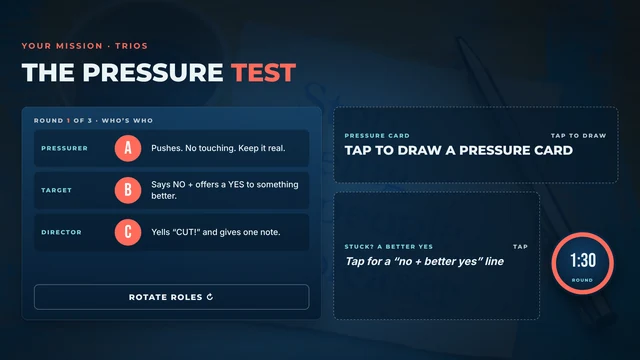 YOUR MISSION · TRIOS
THE PRESSURE TEST
ROUND 1 OF 3 · WHO'S WHO
PRESSURER A Pushes. No touching. Keep it real.
TARGET B Says NO + offers a YES to something
better.
DIRECTOR C Yells “CUT!” and gives one note.
ROTATE ROLES ↻
PRESSURE CARD TAP TO DRAW
TAP TO DRAW A PRESSURE CARD
STUCK? A BETTER YES TAP
Tap for a “no + better yes” line
1:30
ROUND